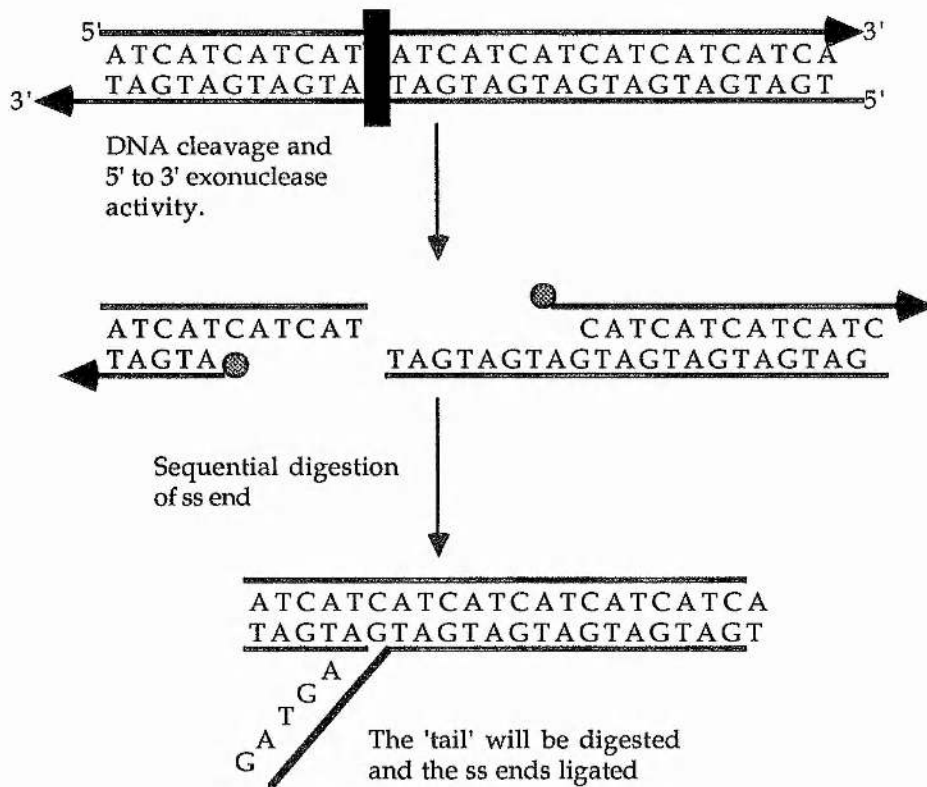 5' 3'
ATCATCATCAT ATCATCATCATCATCATCA
TAGTAGTAGTA TAGTAGTAGTAGTAGTAGT
3' 5'
DNA cleavage and
5' to 3' exonuclease
activity.
ATCATCATCAT CATCATCATCATC
TAGTA TAGTAGTAGTAGTAGTAGTAG
Sequential digestion
of ss end
ATCATCATCATCATCATCATCA
TAGTAGTAGTAGTAGTAGTAGT
A
G
T
A
G
The 'tail' will be digested
and the ss ends ligated